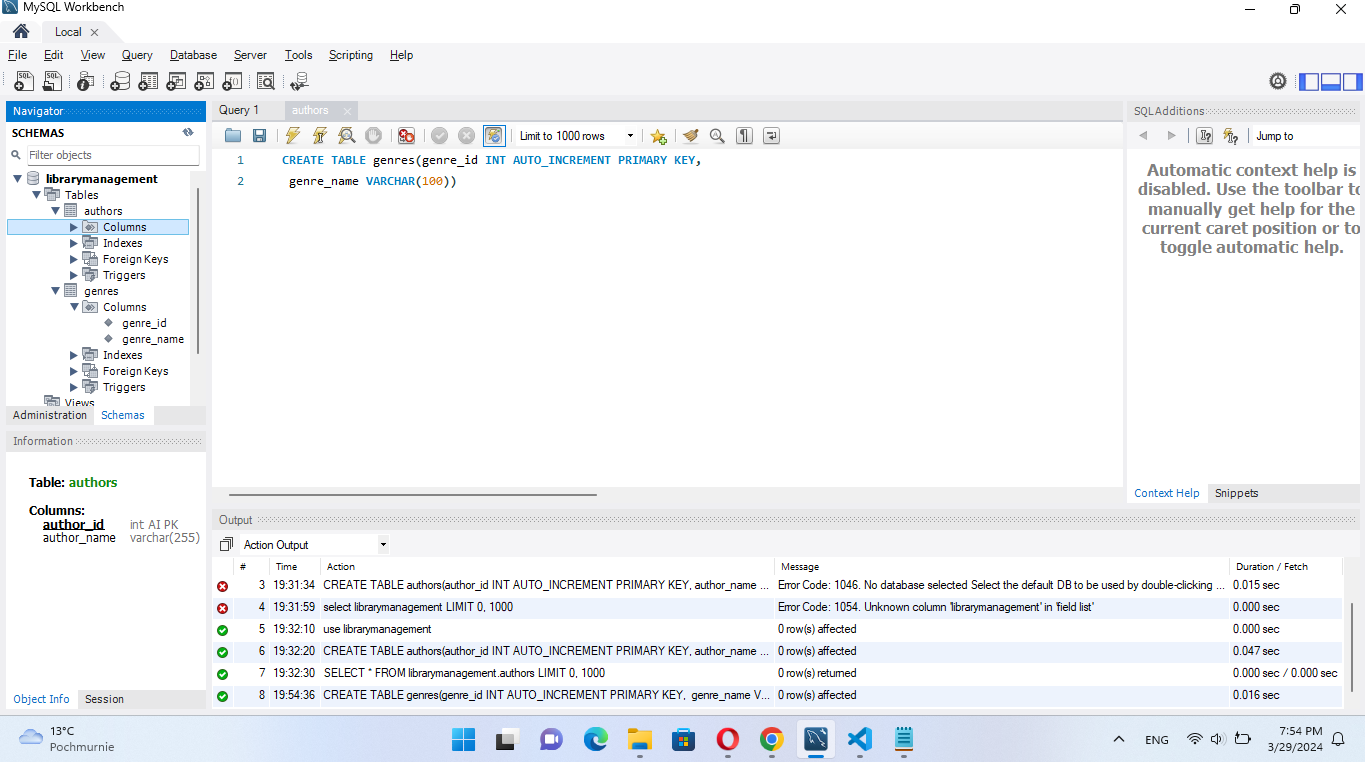 MySQL Workbench
Local
File Edit View Query Database Server Tools Scripting Help
Navigator
SCHEMAS
Filter objects
librarymanagement
Tables
authors
Columns
Indexes
Foreign Keys
Triggers
genres
Columns
genre_id
genre_name
Indexes
Foreign Keys
Triggers
Views
Administration Schemas
Information
Table: authors
Columns:
author_id int AI PK
author_name varchar(255)
Object Info Session
Query 1 authors
Limit to 1000 rows
1 CREATE TABLE genres(genre_id INT AUTO_INCREMENT PRIMARY KEY,
2 genre_name VARCHAR(100))
SQLAdditions
Jump to
Automatic context help is
disabled. Use the toolbar to
manually get help for the
current caret position or to
toggle automatic help.
Context Help Snippets
Output
Action Output
# Time Action Message Duration / Fetch
3 19:31:34 CREATE TABLE authors(author_id INT AUTO_INCREMENT PRIMARY KEY, author_name ... Error Code: 1046. No database selected Select the default DB to be used by double-clicking ... 0.015 sec
4 19:31:59 select librarymanagement LIMIT 0, 1000 Error Code: 1054. Unknown column 'librarymanagement' in 'field list' 0.000 sec
5 19:32:10 use librarymanagement 0 row(s) affected 0.000 sec
6 19:32:20 CREATE TABLE authors(author_id INT AUTO_INCREMENT PRIMARY KEY, author_name ... 0 row(s) affected 0.047 sec
7 19:32:30 SELECT * FROM librarymanagement.authors LIMIT 0, 1000 0 row(s) returned 0.000 sec / 0.000 sec
8 19:54:36 CREATE TABLE genres(genre_id INT AUTO_INCREMENT PRIMARY KEY, genre_name V... 0 row(s) affected 0.016 sec
13°C
Pochmurnie
ENG
7:54 PM
3/29/2024